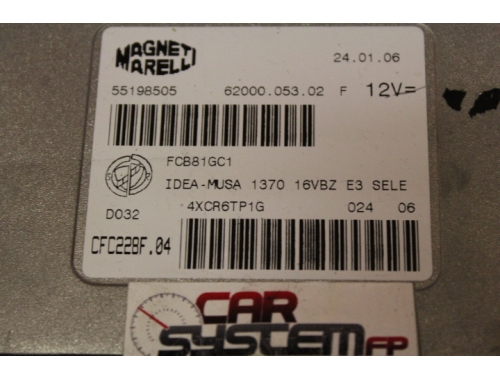 MAGNETI
MARELLI
24.01.06
55198505 62000.053.02 F 12V=
FCB81GC1
IDEA-MUSA 1370 16VBZ E3 SELE
D032 4XCR6TP1G 024 06
CFC228F.04
CAR
SYSTEM FP